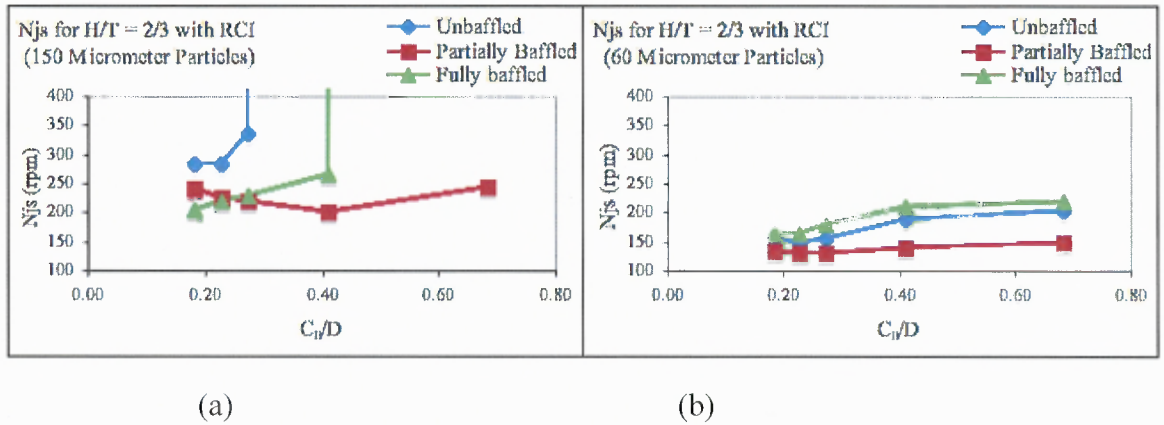 Njs for H/T = 2/3 with RCI
(150 Micrometer Particles)
Unbaffled
Partially Baffled
Fully baffled
400
350
300
250
200
150
100
Njs (rpm)
0.00 0.20 0.40 0.60 0.80
C_b/D
Njs for H/T = 2/3 with RCI
(60 Micrometer Particles)
Unbaffled
Partially Baffled
Fully baffled
400
350
300
250
200
150
100
Njs (rpm)
0.00 0.20 0.40 0.60 0.80
C_b/D
(a) (b)